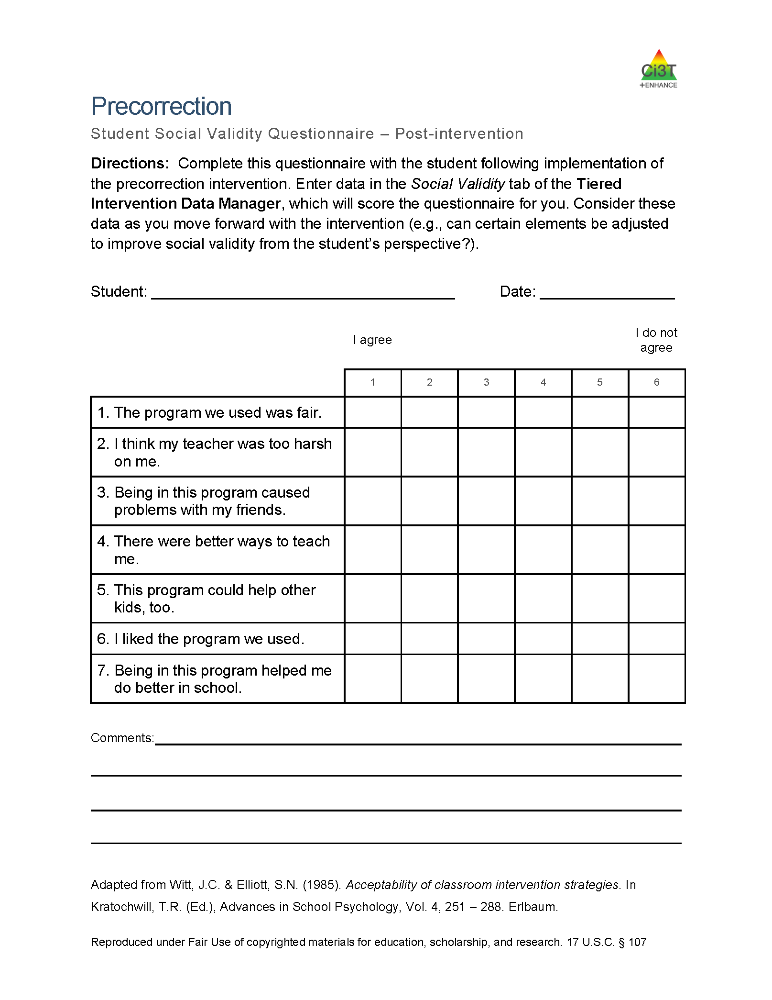 Ci3T
+ENHANCE
Precorrection
Student Social Validity Questionnaire – Post-intervention
Directions:  Complete this questionnaire with the student following implementation of
the precorrection intervention. Enter data in the Social Validity tab of the Tiered
Intervention Data Manager, which will score the questionnaire for you. Consider these
data as you move forward with the intervention (e.g., can certain elements be adjusted
to improve social validity from the student’s perspective?).
Student: Date:
I agree I do not
agree
1 2 3 4 5 6
1. The program we used was fair.
2. I think my teacher was too harsh
on me.
3. Being in this program caused
problems with my friends.
4. There were better ways to teach
me.
5. This program could help other
kids, too.
6. I liked the program we used.
7. Being in this program helped me
do better in school.
Comments:
Adapted from Witt, J.C. & Elliott, S.N. (1985). Acceptability of classroom intervention strategies. In
Kratochwill, T.R. (Ed.), Advances in School Psychology, Vol. 4, 251 – 288. Erlbaum.
Reproduced under Fair Use of copyrighted materials for education, scholarship, and research. 17 U.S.C. § 107